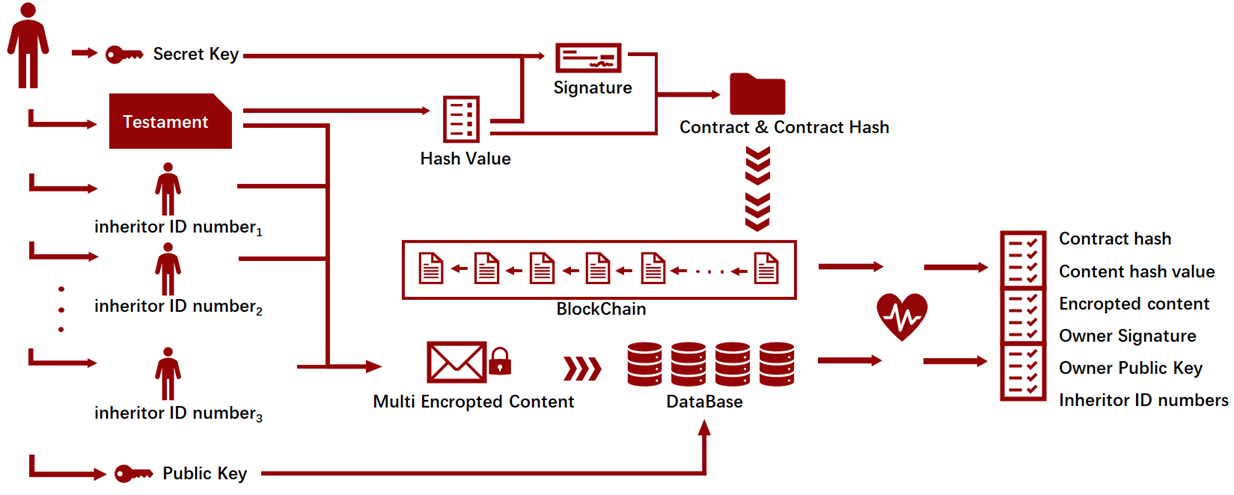 Secret Key
Signature
Testament
Hash Value
Contract & Contract Hash
inheritor ID number1
inheritor ID number2
inheritor ID number3
BlockChain
Multi Encropted Content
DataBase
Public Key
Contract hash
Content hash value
Encropted content
Owner Signature
Owner Public Key
Inheritor ID numbers